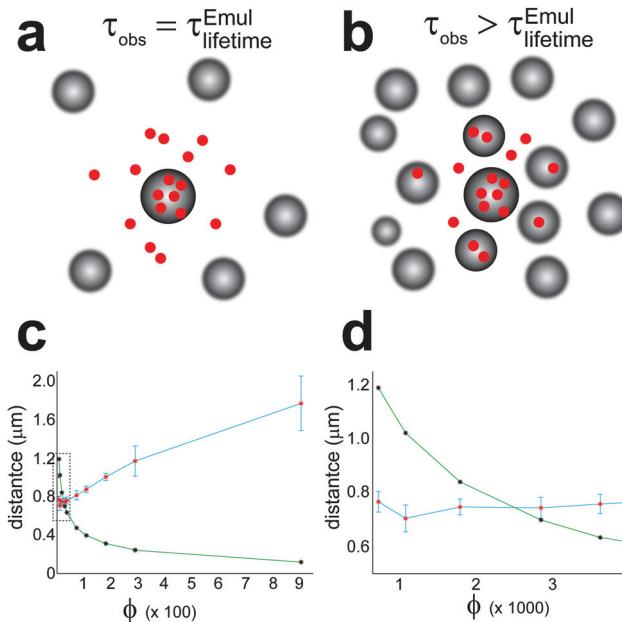 a
τobs = τEmul lifetime
b
τobs > τEmul lifetime
c
distantce (μm)
2.0
1.6
1.2
0.8
0.4
0
1 2 3 4 5 6 7 8 9
ϕ (x 100)
d
distantce (μm)
1.2
1.0
0.8
0.6
1 2 3
ϕ (x 1000)